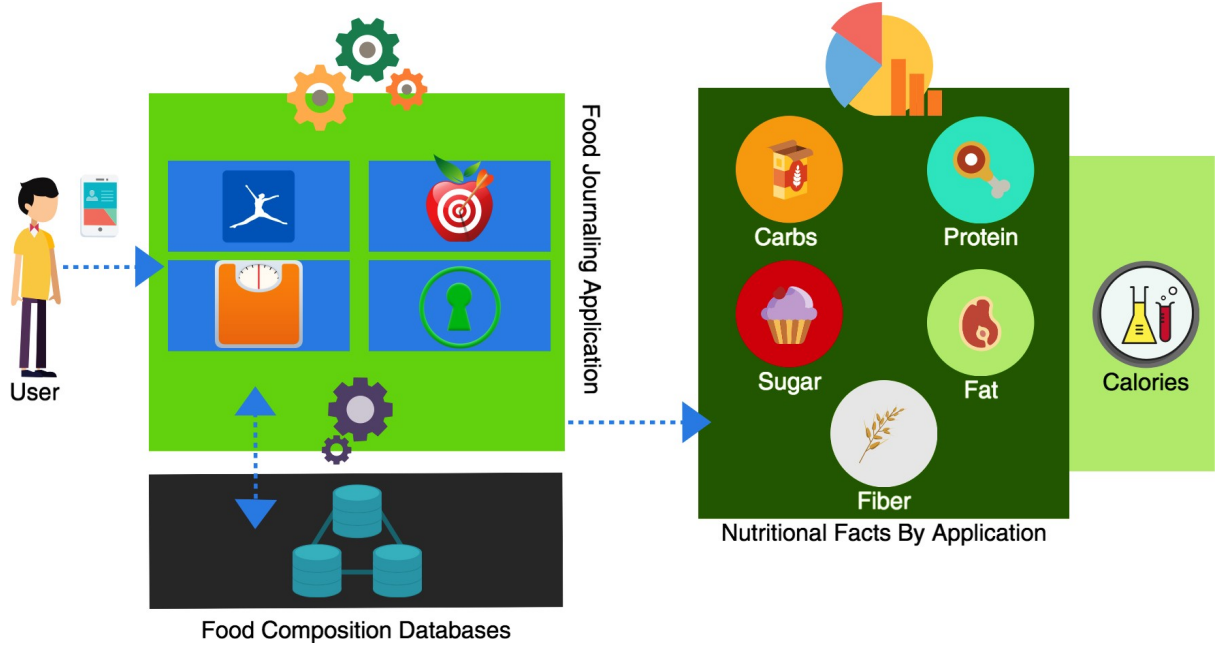 User
Food Journaling Application
Food Composition Databases
Carbs
Protein
Sugar
Fat
Fiber
Nutritional Facts By Application
Calories